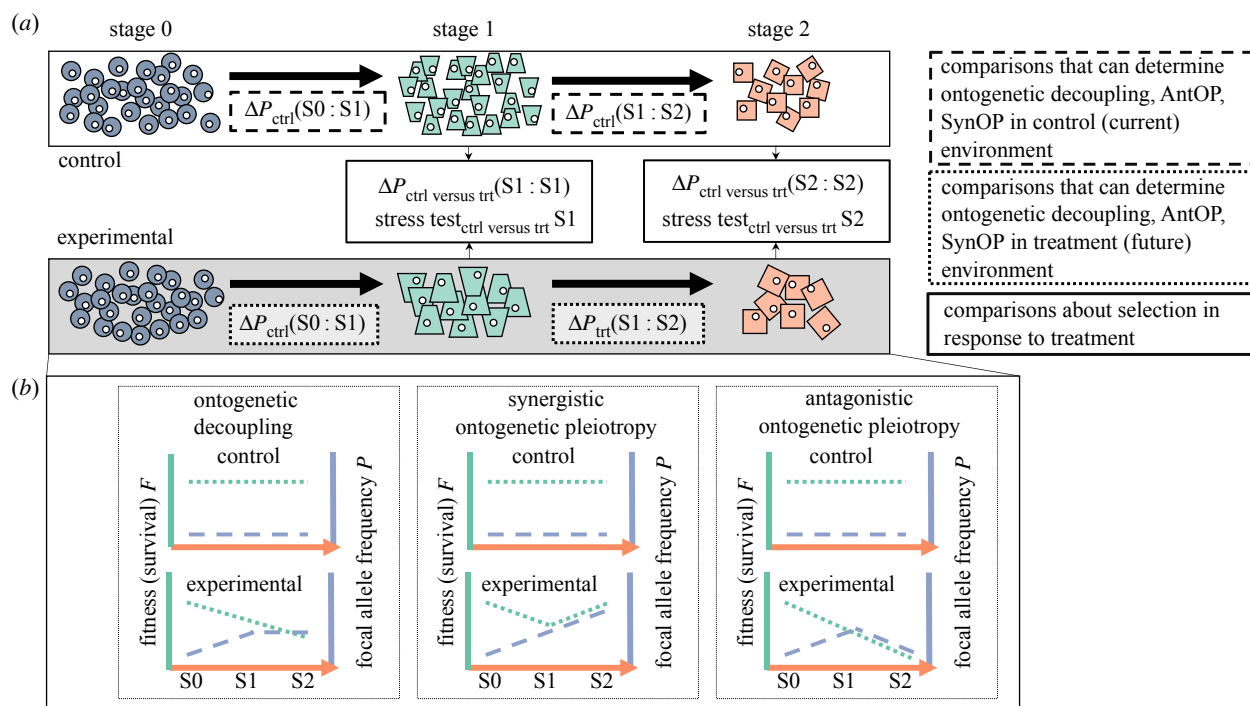 (a)
stage 0
stage 1
stage 2
ΔPctrl(S0 : S1)
ΔPctrl(S1 : S2)
control
ΔPctrl versus trt(S1 : S1)
stress testctrl versus trt S1
ΔPctrl versus trt(S2 : S2)
stress testctrl versus trt S2
experimental
ΔPctrl(S0 : S1)
ΔPtrt(S1 : S2)
comparisons that can determine
ontogenetic decoupling, AntOP,
SynOP in control (current)
environment
comparisons that can determine
ontogenetic decoupling, AntOP,
SynOP in treatment (future)
environment
comparisons about selection in
response to treatment
(b)
ontogenetic
decoupling
control
fitness (survival) F
focal allele frequency P
experimental
S0 S1 S2
synergistic
ontogenetic pleiotropy
control
fitness (survival) F
focal allele frequency P
experimental
S0 S1 S2
antagonistic
ontogenetic pleiotropy
control
fitness (survival) F
focal allele frequency P
experimental
S0 S1 S2